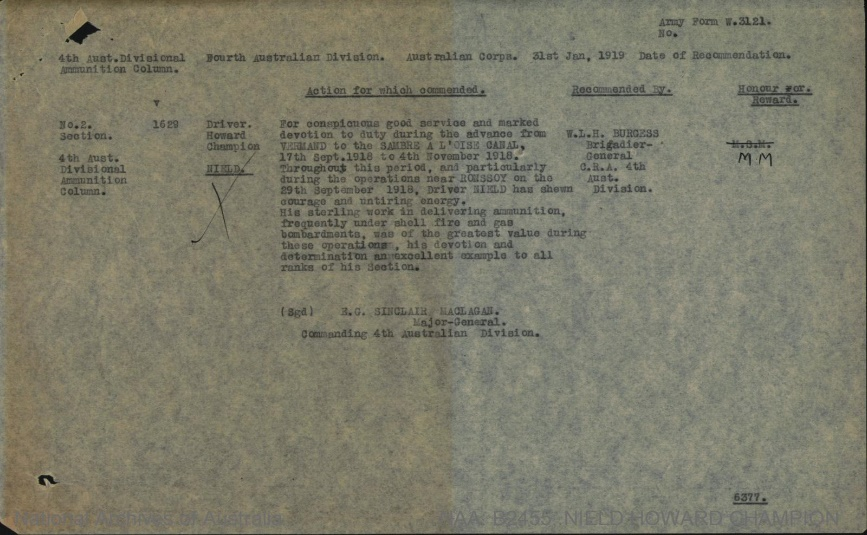 Army Form W.3121.
No.
4th Aust.Divisional Fourth Australian Division. Australian Corps. 31st Jan, 1919 Date of Recommendation.
Ammunition Column.
Action for which commended. Recommended By. Honour or.
Reward.
No.2.
Section.
4th Aust.
Divisional
Ammunition
Column.
1629
Driver.
Howard
Champion
NIELD.
For conspicuous good service and marked
devotion to duty during the advance from
VERMAND to the SAMBRE A L'OISE CANAL,
17th Sept.1918 to 4th November 1918.
Throughout this period, and particularly
during the operations near RONSSOY on the
29th September 1918, Driver NIELD has shewn
courage and untiring energy.
His sterling work in delivering ammunition,
frequently under shell fire and gas
bombardments, was of the greatest value during
these operations, his devotion and
determination an excellent example to all
ranks of his Section.
W.L.H. BURGESS
Brigadier-
General
C.R.A. 4th
Aust.
Division.
M.S.M.
M.M
(Sgd) E.G. SINCLAIR MACLAGAN.
Major-General.
Commanding 4th Australian Division.
6377.
National Archives of Australia
NAA: B2455, NIELD HOWARD CHAMPION